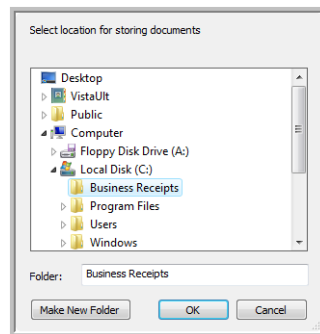 Select location for storing documents
Desktop
VistaUlt
Public
Computer
Floppy Disk Drive (A:)
Local Disk (C:)
Business Receipts
Program Files
Users
Windows
Folder: Business Receipts
Make New Folder OK Cancel